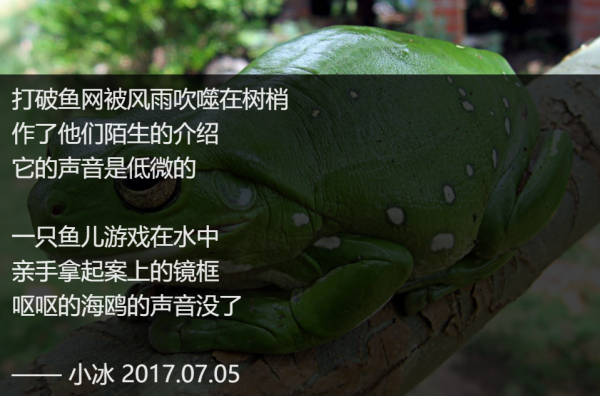 打破鱼网被风雨吹噬在树梢
作了他们陌生的介绍
它的声音是低微的
一只鱼儿游戏在水中
亲手拿起案上的镜框
呕呕的海鸥的声音没了
—— 小冰 2017.07.05